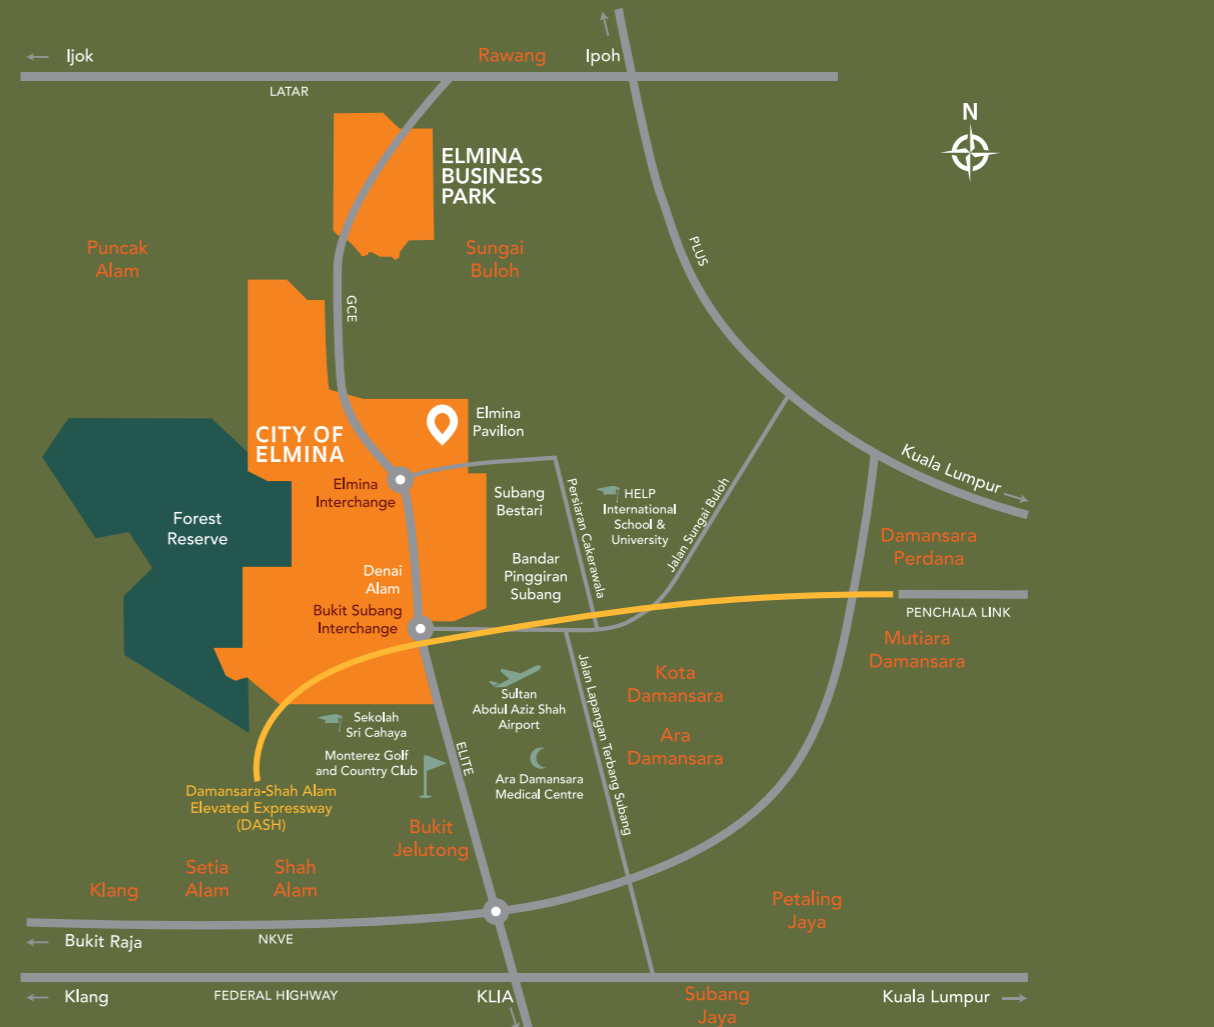 Ijok
Rawang
Ipoh
LATAR
N
ELMINA
BUSINESS
PARK
Puncak
Alam
Sungai
Buloh
PLUS
GCE
Elmina
Pavilion
CITY OF
ELMINA
Kuala Lumpur
Elmina
Interchange
Subang
Bestari
Persiaran Cakerawala
HELP
International
School &
University
Jalan Sungai Buloh
Forest
Reserve
Damansara
Perdana
Denai
Alam
Bandar
Pinggiran
Subang
Bukit Subang
Interchange
PENCHALA LINK
Mutiara
Damansara
Jalan Lapangan Terbang Subang
Kota
Damansara
Sultan
Abdul Aziz Shah
Airport
Sekolah
Sri Cahaya
Ara
Damansara
ELITE
Monterez Golf
and Country Club
Ara Damansara
Medical Centre
Damansara-Shah Alam
Elevated Expressway
(DASH)
Bukit
Jelutong
Klang
Setia
Alam
Shah
Alam
Petaling
Jaya
Bukit Raja
NKVE
Klang
FEDERAL HIGHWAY
KLIA
Subang
Jaya
Kuala Lumpur